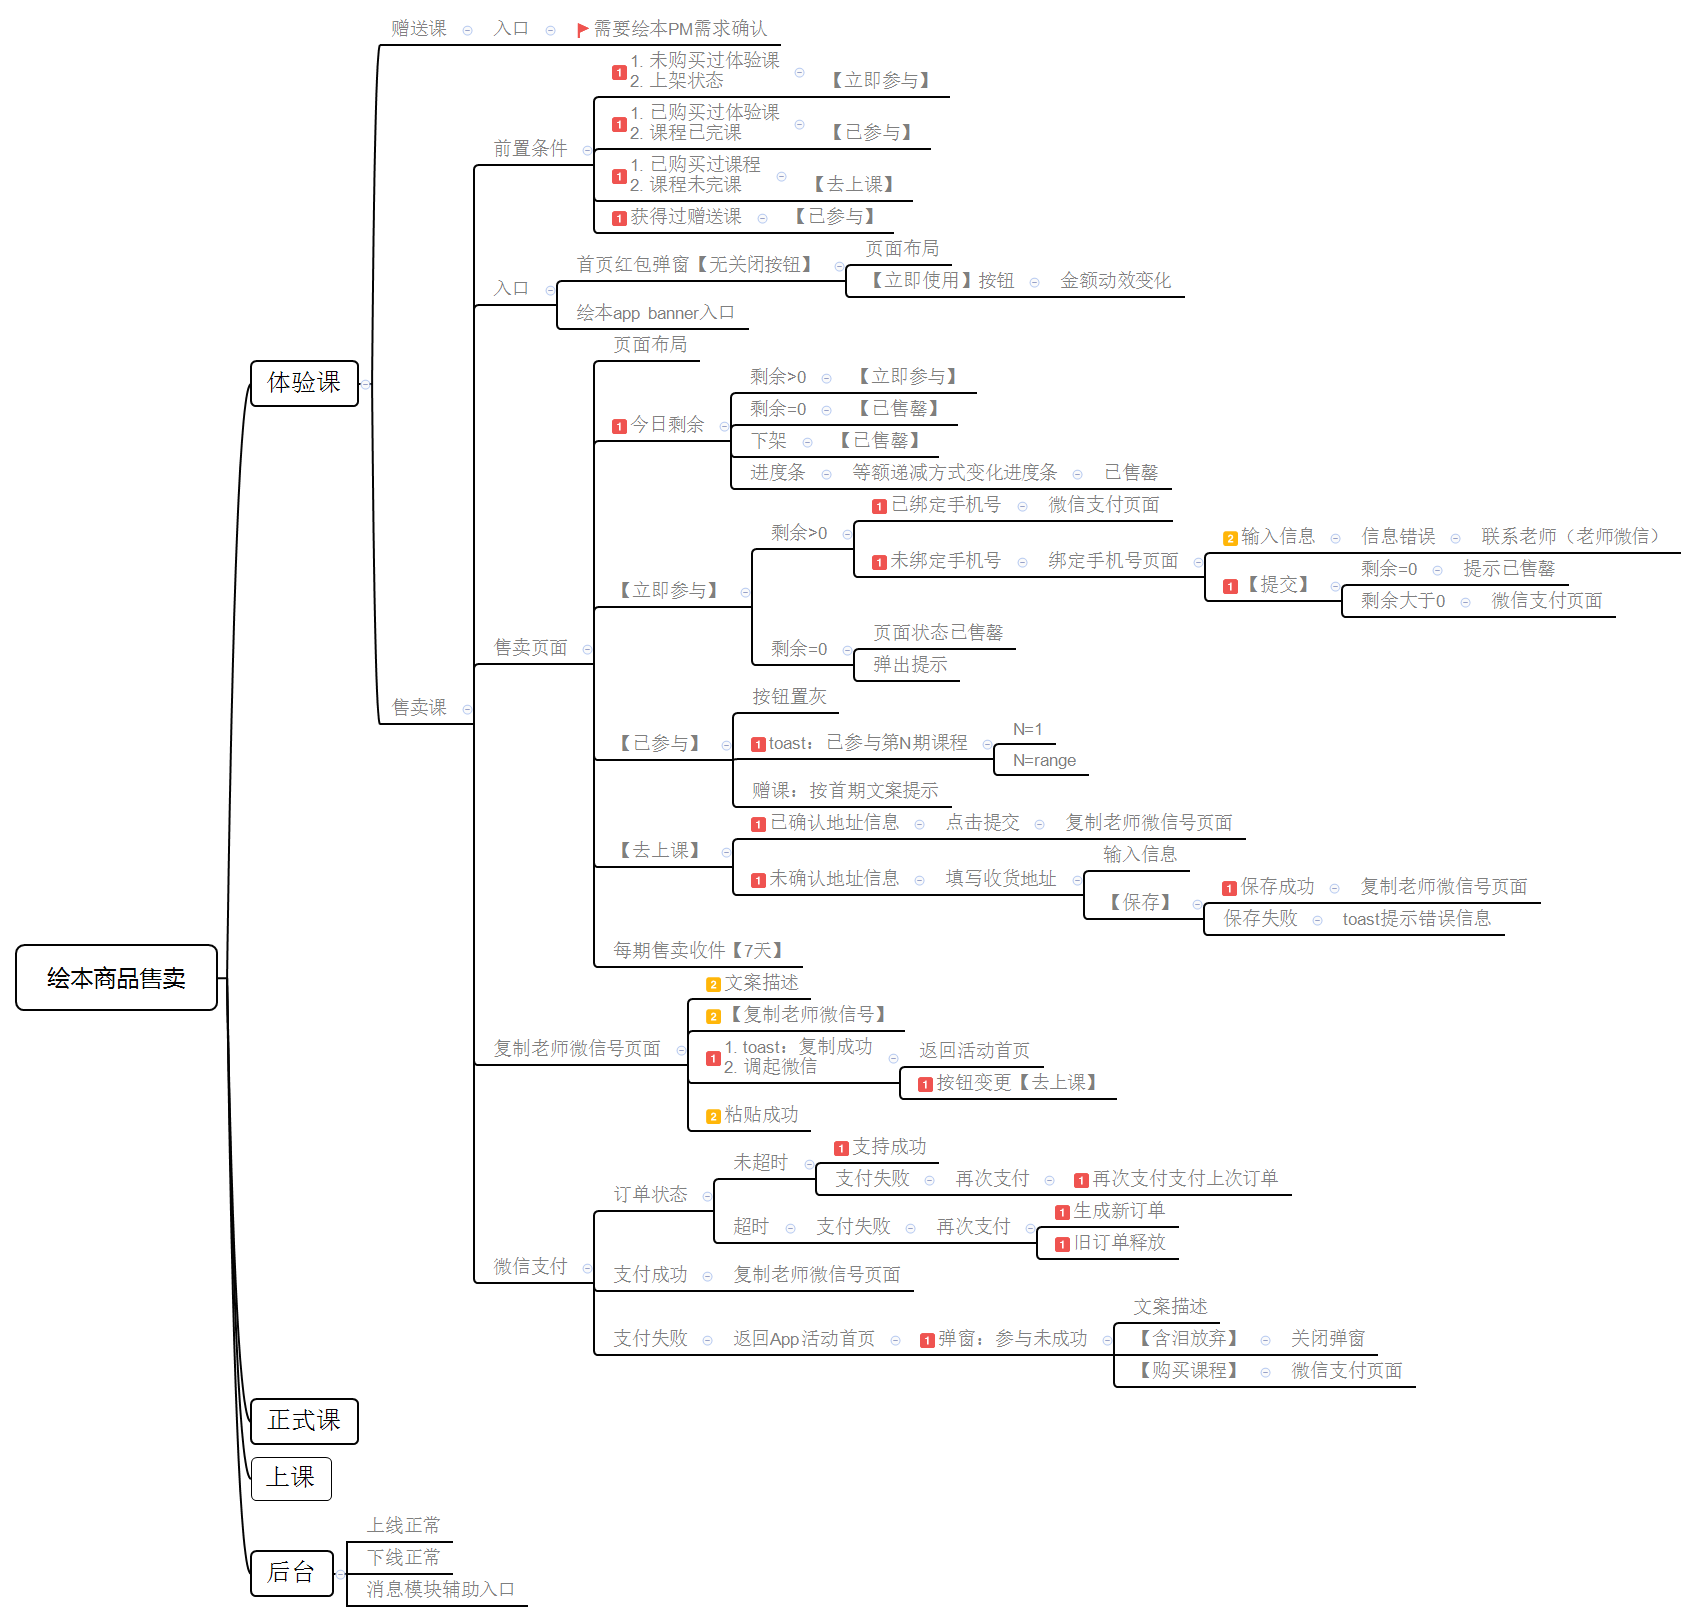 赠送课
入口
需要绘本PM需求确认
1
1. 未购买过体验课
2. 上架状态
【立即参与】
1
1. 已购买过体验课
2. 课程已完课
【已参与】
前置条件
1
1. 已购买过课程
2. 课程未完课
【去上课】
1
获得过赠送课
【已参与】
页面布局
首页红包弹窗【无关闭按钮】
【立即使用】按钮
金额动效变化
入口
绘本app banner入口
页面布局
剩余>0
【立即参与】
体验课
剩余=0
【已售罄】
1
今日剩余
下架
【已售罄】
进度条
等额递减方式变化进度条
已售罄
1
已绑定手机号
微信支付页面
剩余>0
2
输入信息
信息错误
联系老师（老师微信）
1
未绑定手机号
绑定手机号页面
剩余=0
提示已售罄
1
【提交】
【立即参与】
剩余大于0
微信支付页面
页面状态已售罄
售卖页面
剩余=0
弹出提示
按钮置灰
售卖课
N=1
【已参与】
1
toast：已参与第N期课程
N=range
赠课：按首期文案提示
1
已确认地址信息
点击提交
复制老师微信号页面
【去上课】
输入信息
1
未确认地址信息
填写收货地址
1
保存成功
复制老师微信号页面
【保存】
保存失败
toast提示错误信息
每期售卖收件【7天】
绘本商品售卖
2
文案描述
2
【复制老师微信号】
复制老师微信号页面
1
1. toast：复制成功
2. 调起微信
返回活动首页
1
按钮变更【去上课】
2
粘贴成功
1
支持成功
未超时
支付失败
再次支付
1
再次支付支付上次订单
订单状态
1
生成新订单
超时
支付失败
再次支付
1
旧订单释放
微信支付
支付成功
复制老师微信号页面
文案描述
支付失败
返回App活动首页
1
弹窗：参与未成功
【含泪放弃】
关闭弹窗
【购买课程】
微信支付页面
正式课
上课
上线正常
下线正常
后台
消息模块辅助入口